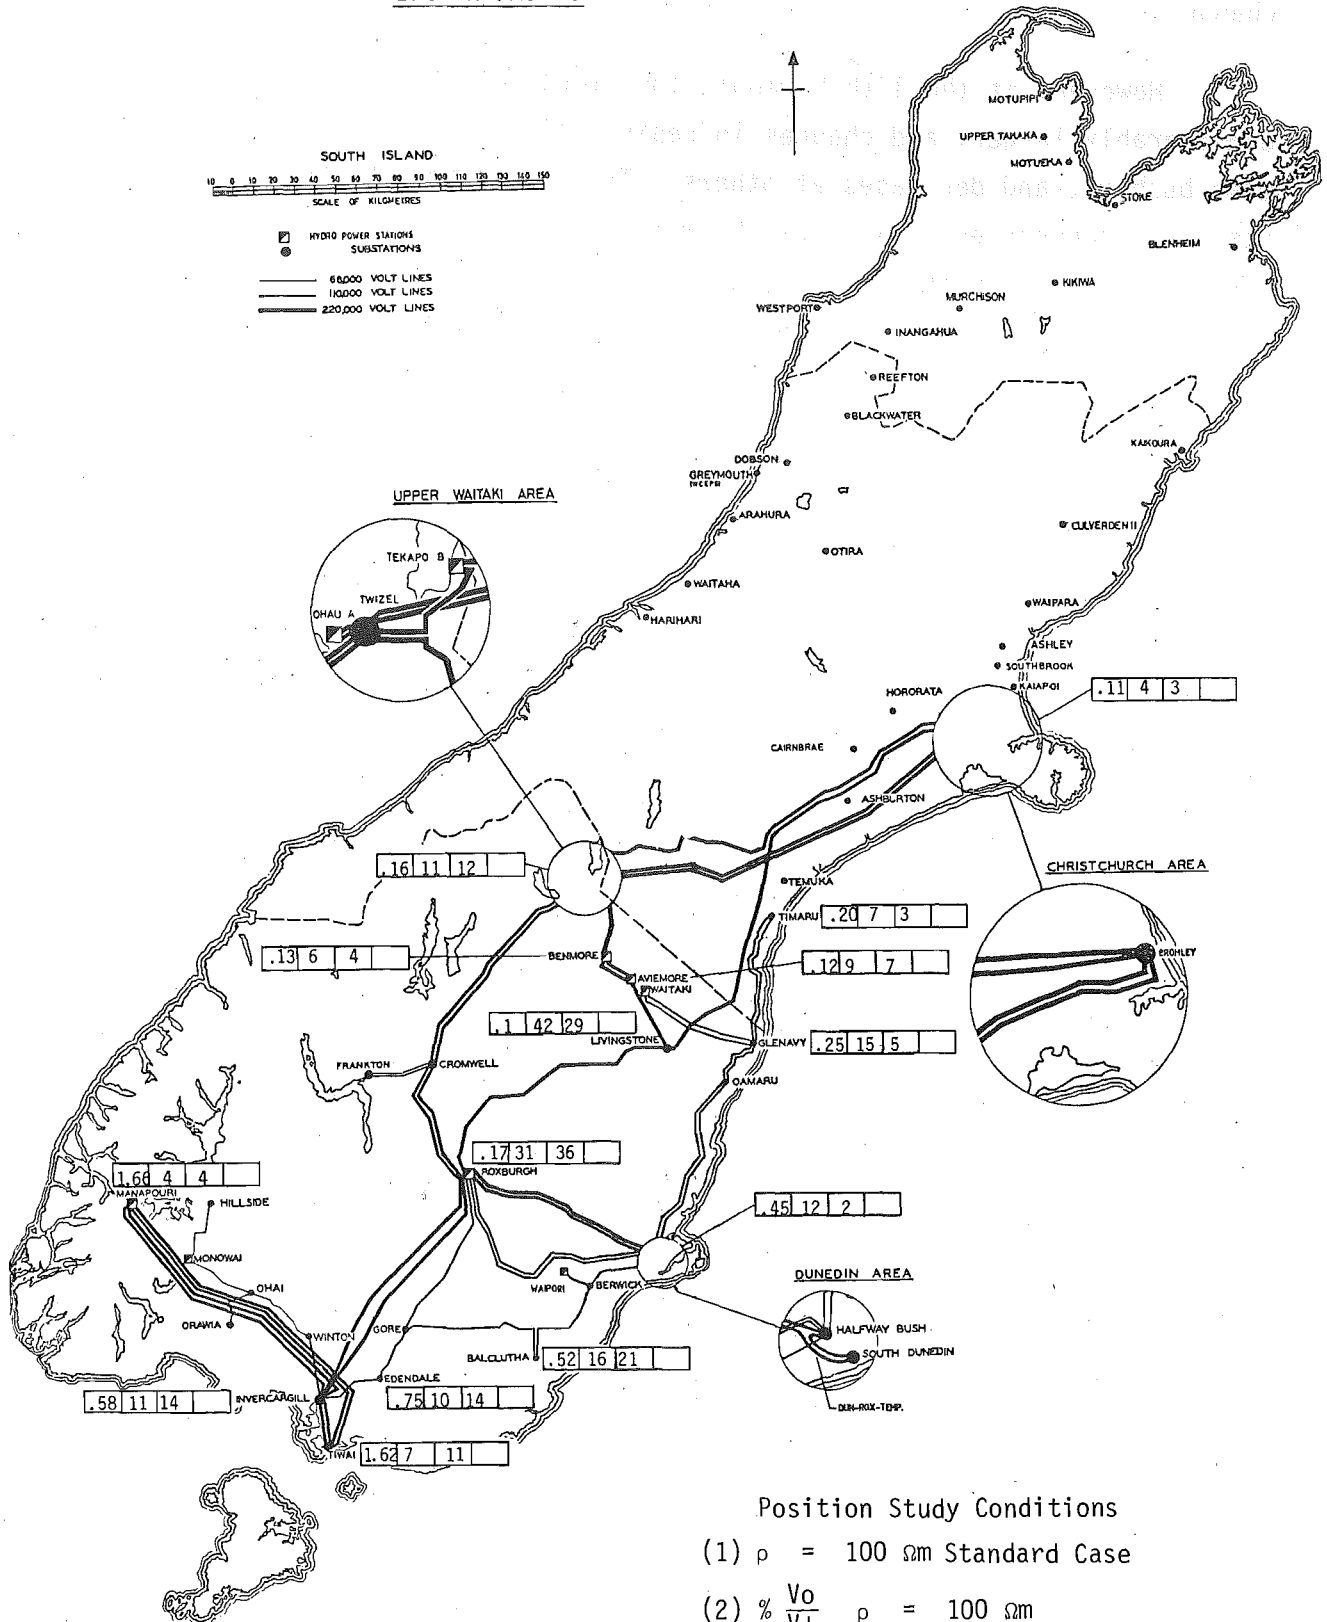 SOUTH ISLAND
10 0 10 20 30 40 50 60 70 80 90 100 110 120 130 140 150
SCALE OF KILOMETRES
HYDRO POWER STATIONS
SUBSTATIONS
66,000 VOLT LINES
110,000 VOLT LINES
220,000 VOLT LINES
MOTUPIPI
UPPER TAKAKA
MOTUEKA
STOKE
BLENHEIM
KIKIWA
MURCHISON
WESTPORT
INANGAHUA
REEFTON
BLACKWATER
KAIKOURA
DOBSON
GREYMOUTH
UPPER WAITAKI AREA
ARAHURA
CULVERDEN II
OTIRA
TEKAPO B
WAITAHA
TWIZEL
OHAU A
HARIHARI
WAIPARA
ASHLEY
SOUTHBROOK
KAIAPOI
.11 4 3
HORORATA
CAIRNBRAE
ASHBURTON
.16 11 12
CHRISTCHURCH AREA
TEMUKA
TIMARU .20 7 3
.13 6 4
BENMORE
BROMLEY
.12 9 7
AVIEMORE
WAITAKI
.1 42 29
LIVINGSTONE
GLENAVY .25 15 5
FRANKTON
CROMWELL
OAMARU
.17 31 36
ROXBURGH
1.66 4 4
MANAPOURI
HILLSIDE
.45 12 2
MONOWAI
DUNEDIN AREA
WAIPORI
BERWICK
OHAI
ORAWIA
WINTON
GORE
HALFWAY BUSH
BALCLUTHA .52 16 21
SOUTH DUNEDIN
EDENDALE
.58 11 14
INVERCARGILL
.75 10 14
DUN-ROX-TEMP.
TIWAI 1.62 7 11
Position Study Conditions
(1) ρ = 100 Ωm Standard Case
(2) % Vo ρ = 100 Ωm